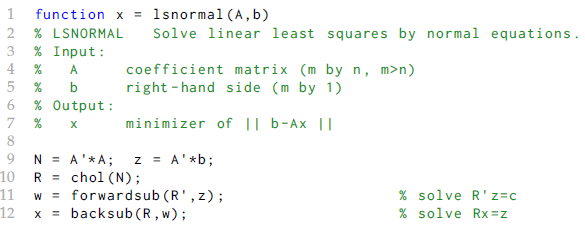 1 function x = lsnormal(A,b)
2 % LSNORMAL   Solve linear least squares by normal equations.
3 % Input:
4 %   A     coefficient matrix (m by n, m>n)
5 %   b     right-hand side (m by 1)
6 % Output:
7 %   x     minimizer of || b-Ax ||
8
9 N = A'*A;  z = A'*b;
10 R = chol(N);
11 w = forwardsub(R',z);                   % solve R'z=c
12 x = backsub(R,w);                       % solve Rx=z